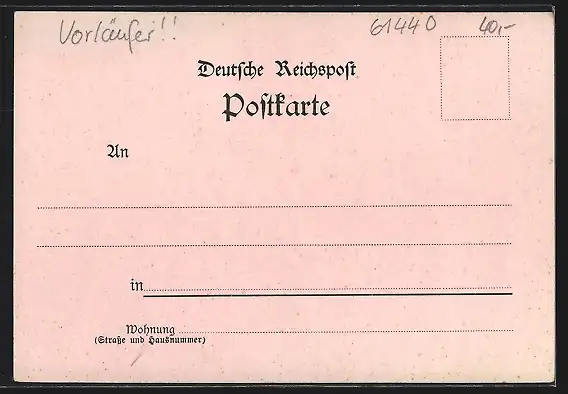 Vorläufer!! 61440 40,-
Deutsche Reichspost
Postkarte
An
in
Wohnung
(Straße und Hausnummer)